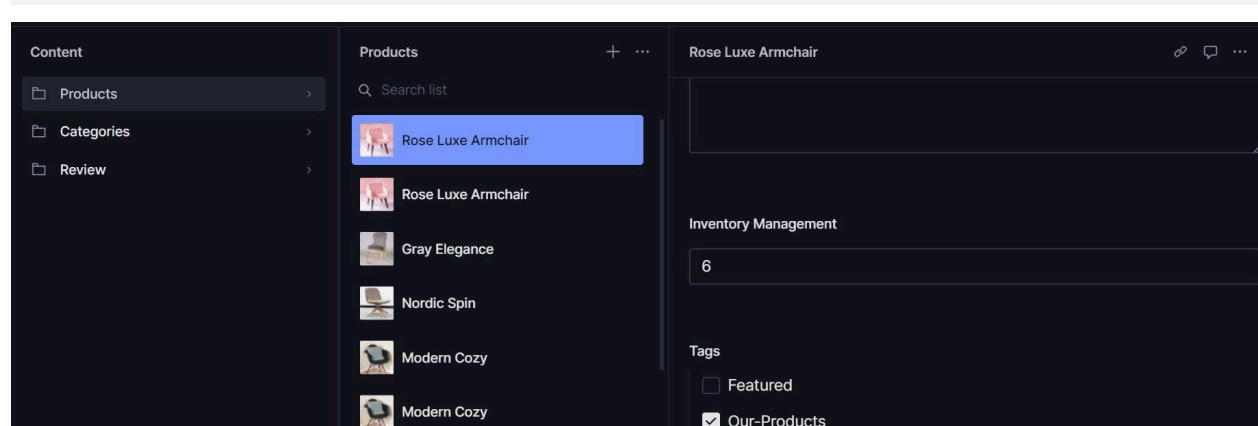 Content
Products
Categories
Review
Products
Search list
Rose Luxe Armchair
Rose Luxe Armchair
Gray Elegance
Nordic Spin
Modern Cozy
Modern Cozy
Rose Luxe Armchair
Inventory Management
6
Tags
Featured
Our-Products